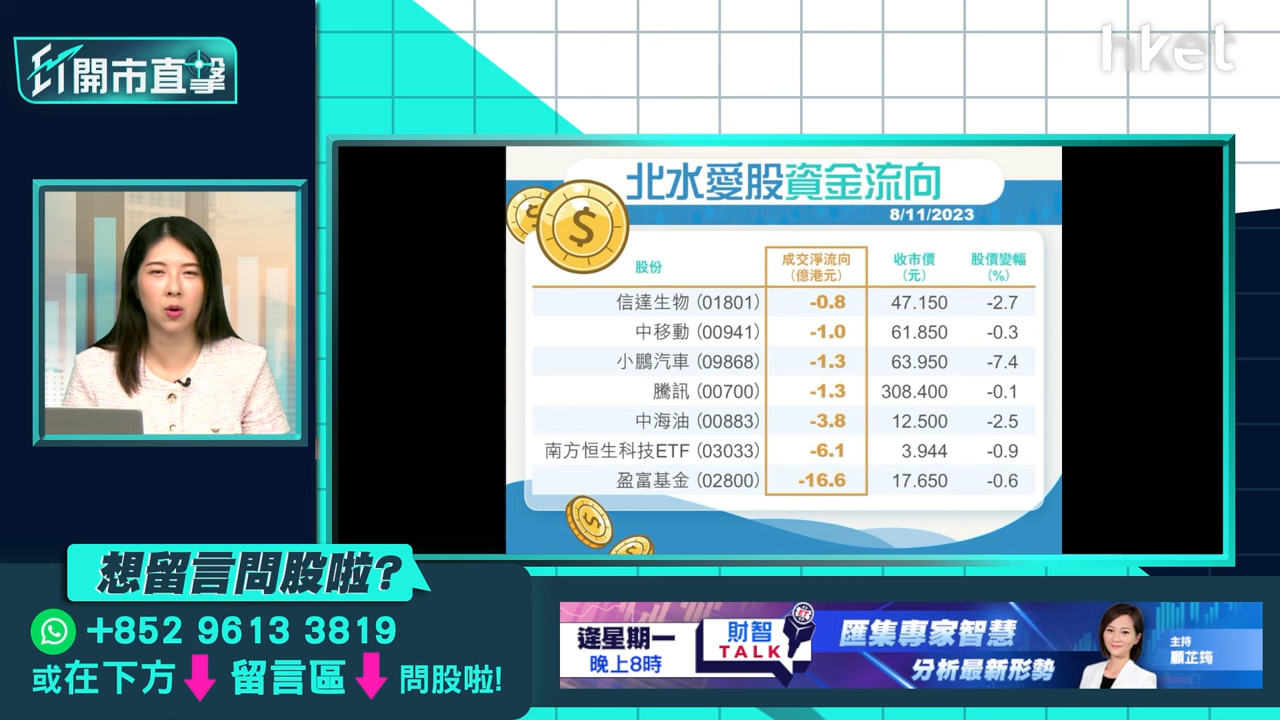 ET開市直擊
hket
北水愛股資金流向
8/11/2023
股份 成交淨流向 (億港元) 收市價 (元) 股價變幅 (%)
信達生物 (01801) -0.8 47.150 -2.7
中移動 (00941) -1.0 61.850 -0.3
小鵬汽車 (09868) -1.3 63.950 -7.4
騰訊 (00700) -1.3 308.400 -0.1
中海油 (00883) -3.8 12.500 -2.5
南方恒生科技ETF (03033) -6.1 3.944 -0.9
盈富基金 (02800) -16.6 17.650 -0.6
想留言問股啦?
+852 9613 3819
或在下方 留言區 問股啦!
逢星期一
晚上8時
財智
TALK
匯集專家智慧
分析最新形勢
主持
顧芷筠